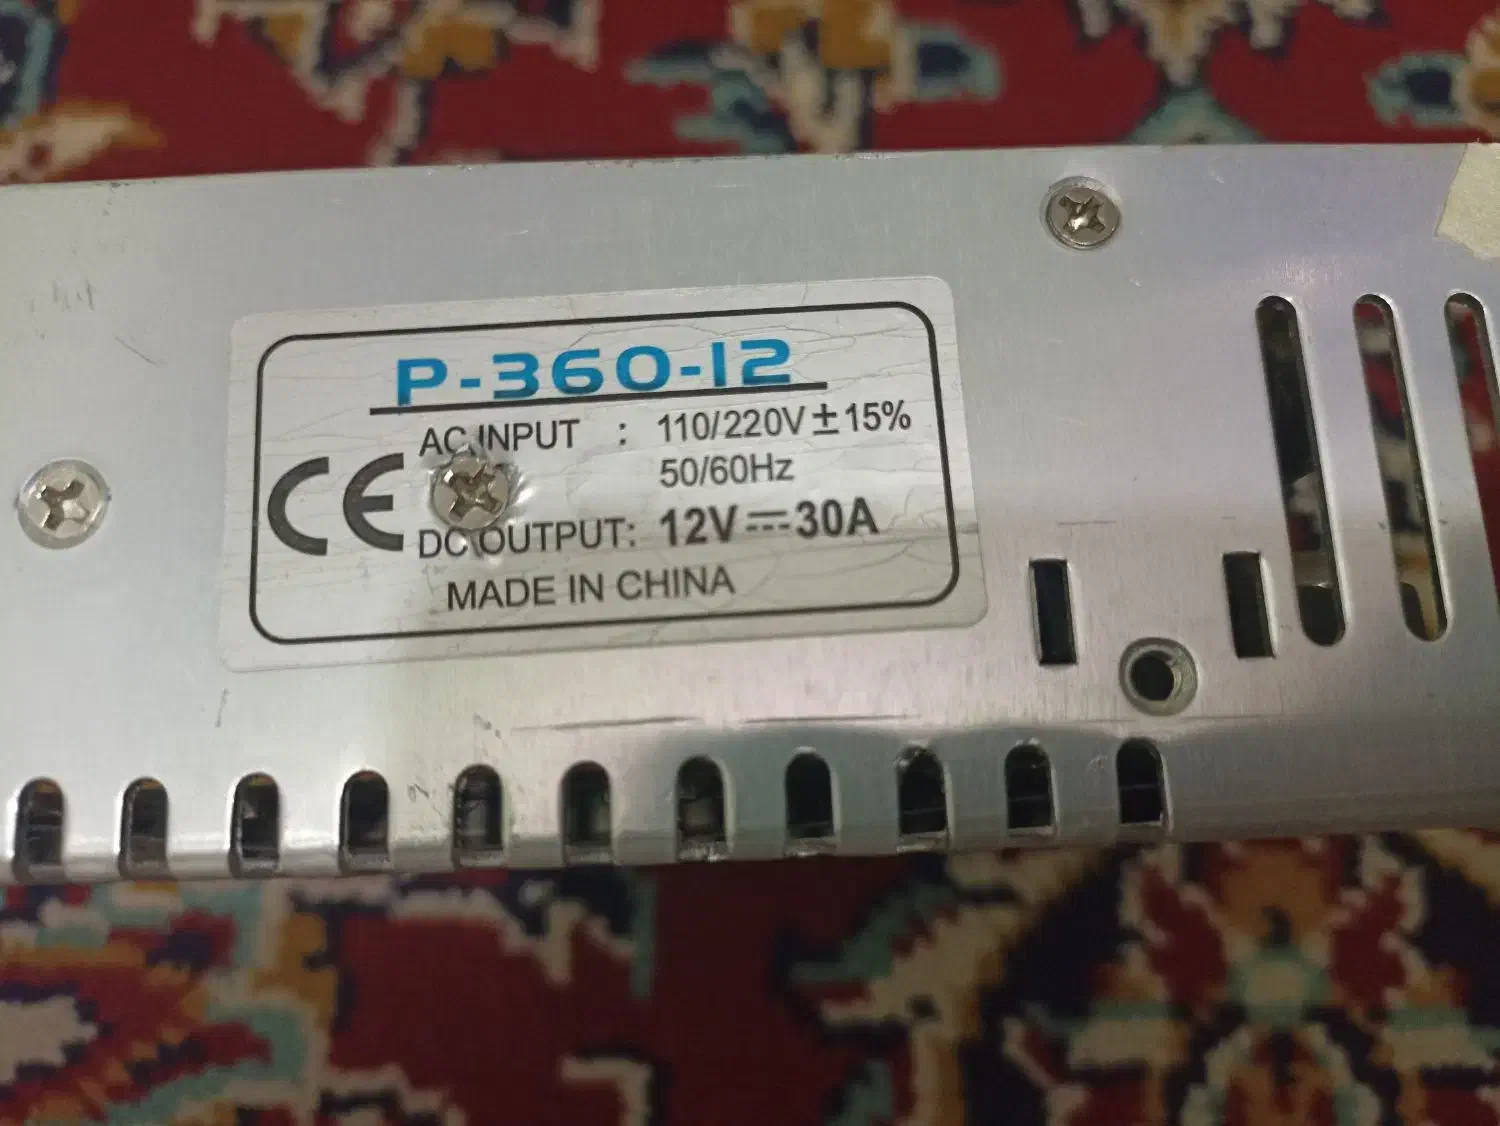 P-360-12
AC INPUT : 110/220V±15%
50/60Hz
CE
DC OUTPUT: 12V⎓30A
MADE IN CHINA